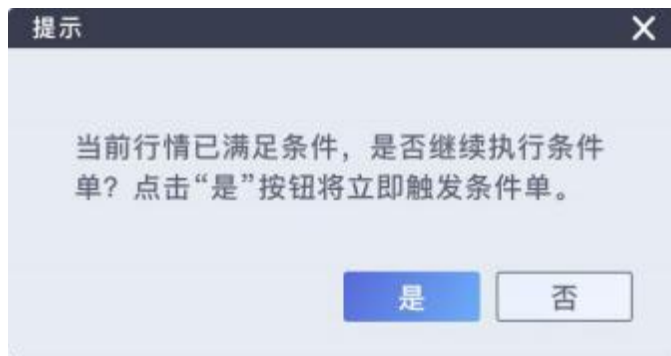 提示
当前行情已满足条件，是否继续执行条件
单？点击“是”按钮将立即触发条件单。
是
否